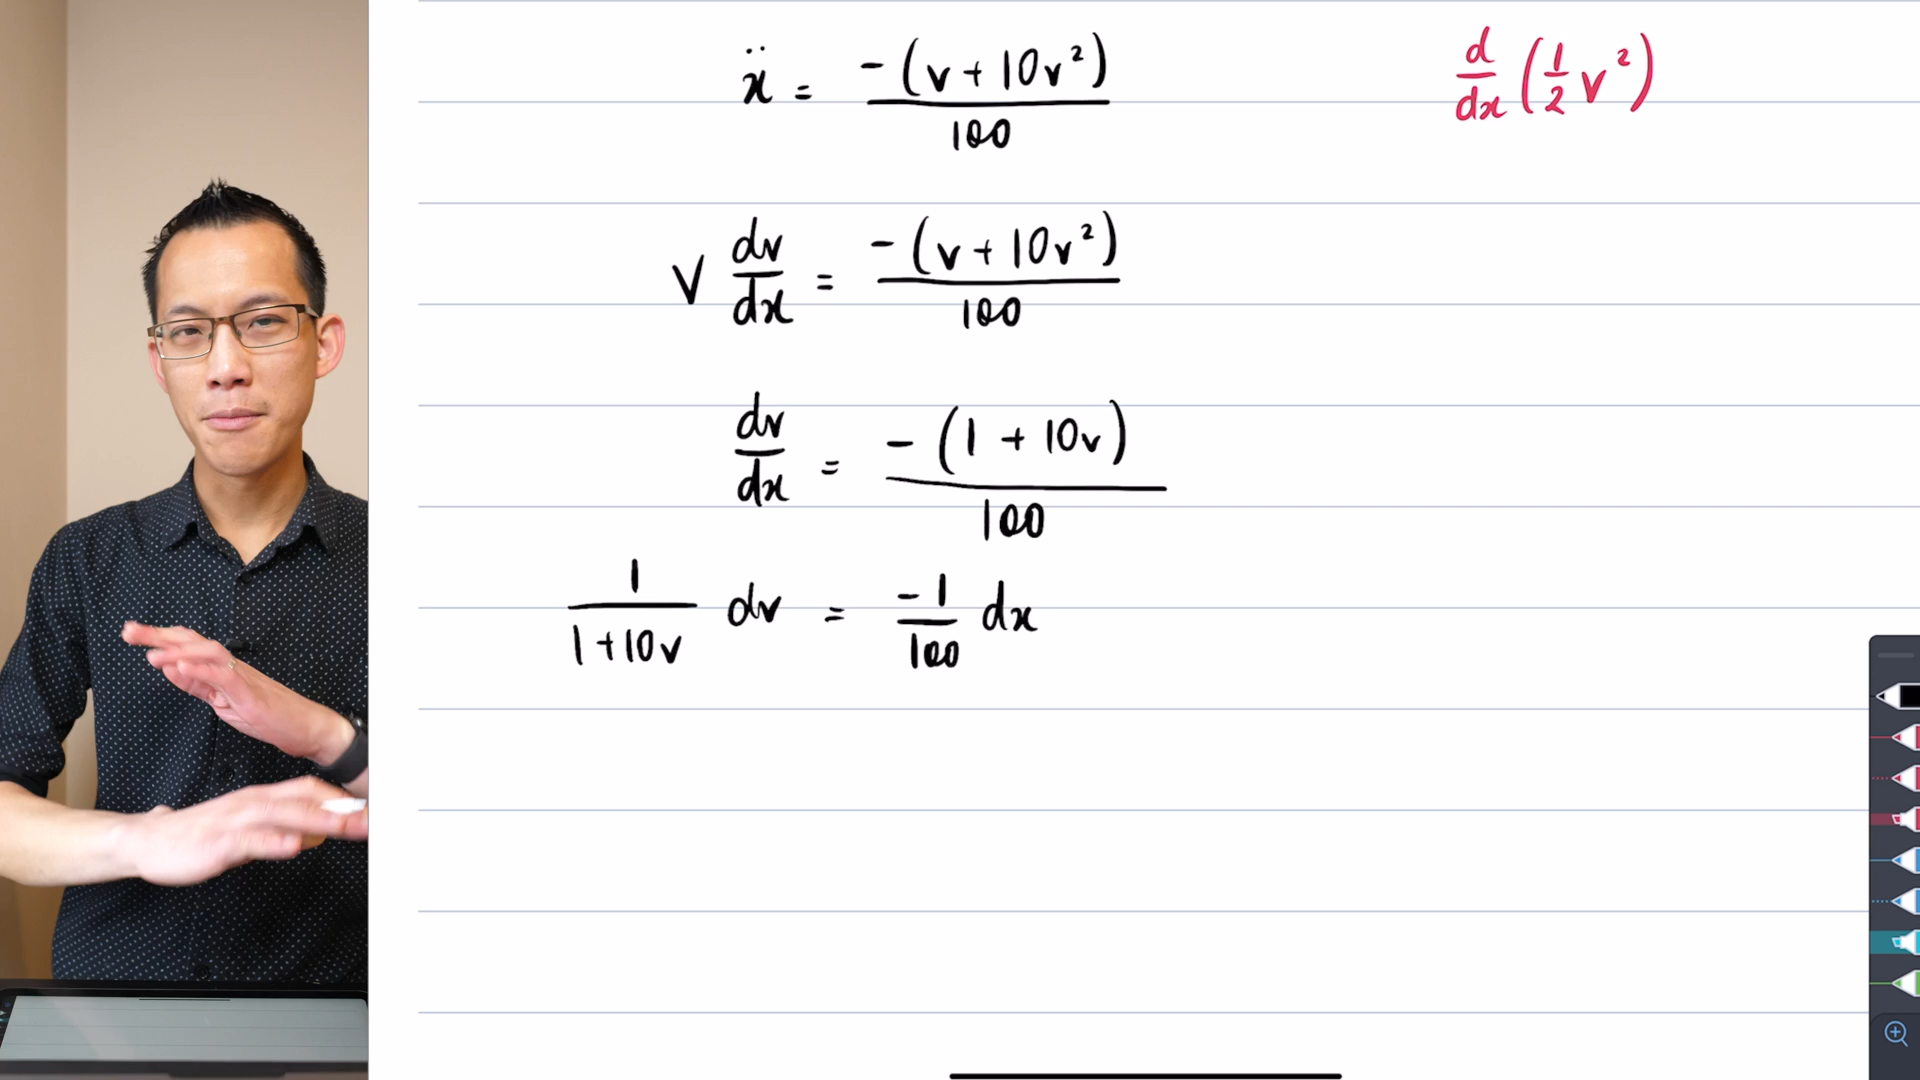 ẍ = -(v + 10v²)/100
d/dx (1/2 v²)
v dv/dx = -(v + 10v²)/100
dv/dx = -(1 + 10v)/100
1/(1+10v) dv = -1/100 dx